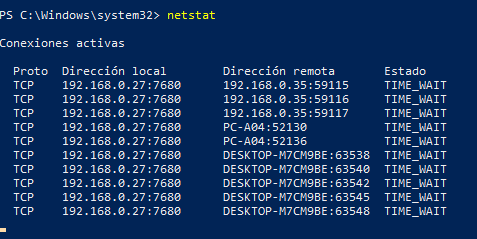 PS C:\Windows\system32> netstat
Conexiones activas
Proto Dirección local Dirección remota Estado
TCP 192.168.0.27:7680 192.168.0.35:59115 TIME_WAIT
TCP 192.168.0.27:7680 192.168.0.35:59116 TIME_WAIT
TCP 192.168.0.27:7680 192.168.0.35:59117 TIME_WAIT
TCP 192.168.0.27:7680 PC-A04:52130 TIME_WAIT
TCP 192.168.0.27:7680 PC-A04:52136 TIME_WAIT
TCP 192.168.0.27:7680 DESKTOP-M7CM9BE:63538 TIME_WAIT
TCP 192.168.0.27:7680 DESKTOP-M7CM9BE:63540 TIME_WAIT
TCP 192.168.0.27:7680 DESKTOP-M7CM9BE:63542 TIME_WAIT
TCP 192.168.0.27:7680 DESKTOP-M7CM9BE:63545 TIME_WAIT
TCP 192.168.0.27:7680 DESKTOP-M7CM9BE:63548 TIME_WAIT